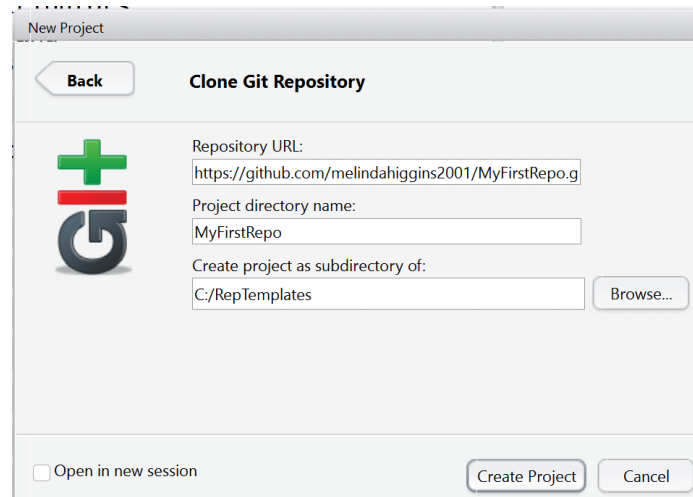 New Project
Back
Clone Git Repository
Repository URL:
https://github.com/melindahiggins2001/MyFirstRepo.g
Project directory name:
MyFirstRepo
Create project as subdirectory of:
C:/RepTemplates
Browse...
git
Open in new session
Create Project
Cancel